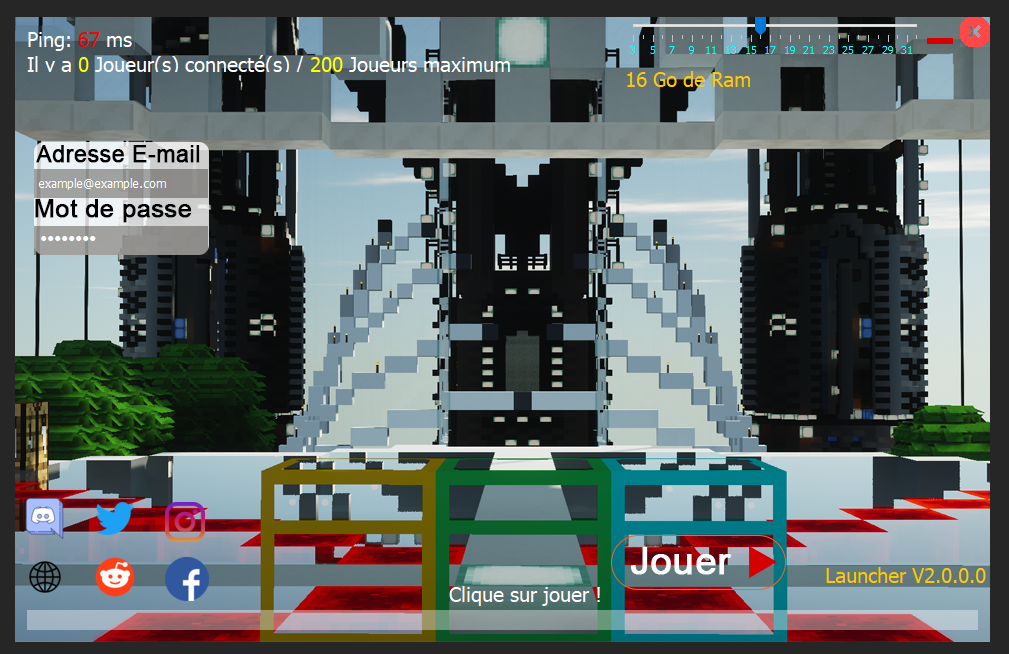 Ping: 67 ms
Il y a 0 Joueur(s) connecté(s) / 200 Joueurs maximum
3 5 7 9 11 13 15 17 19 21 23 25 27 29 31
16 Go de Ram
Adresse E-mail
example@example.com
Mot de passe
Jouer
Launcher V2.0.0.0
Clique sur jouer !